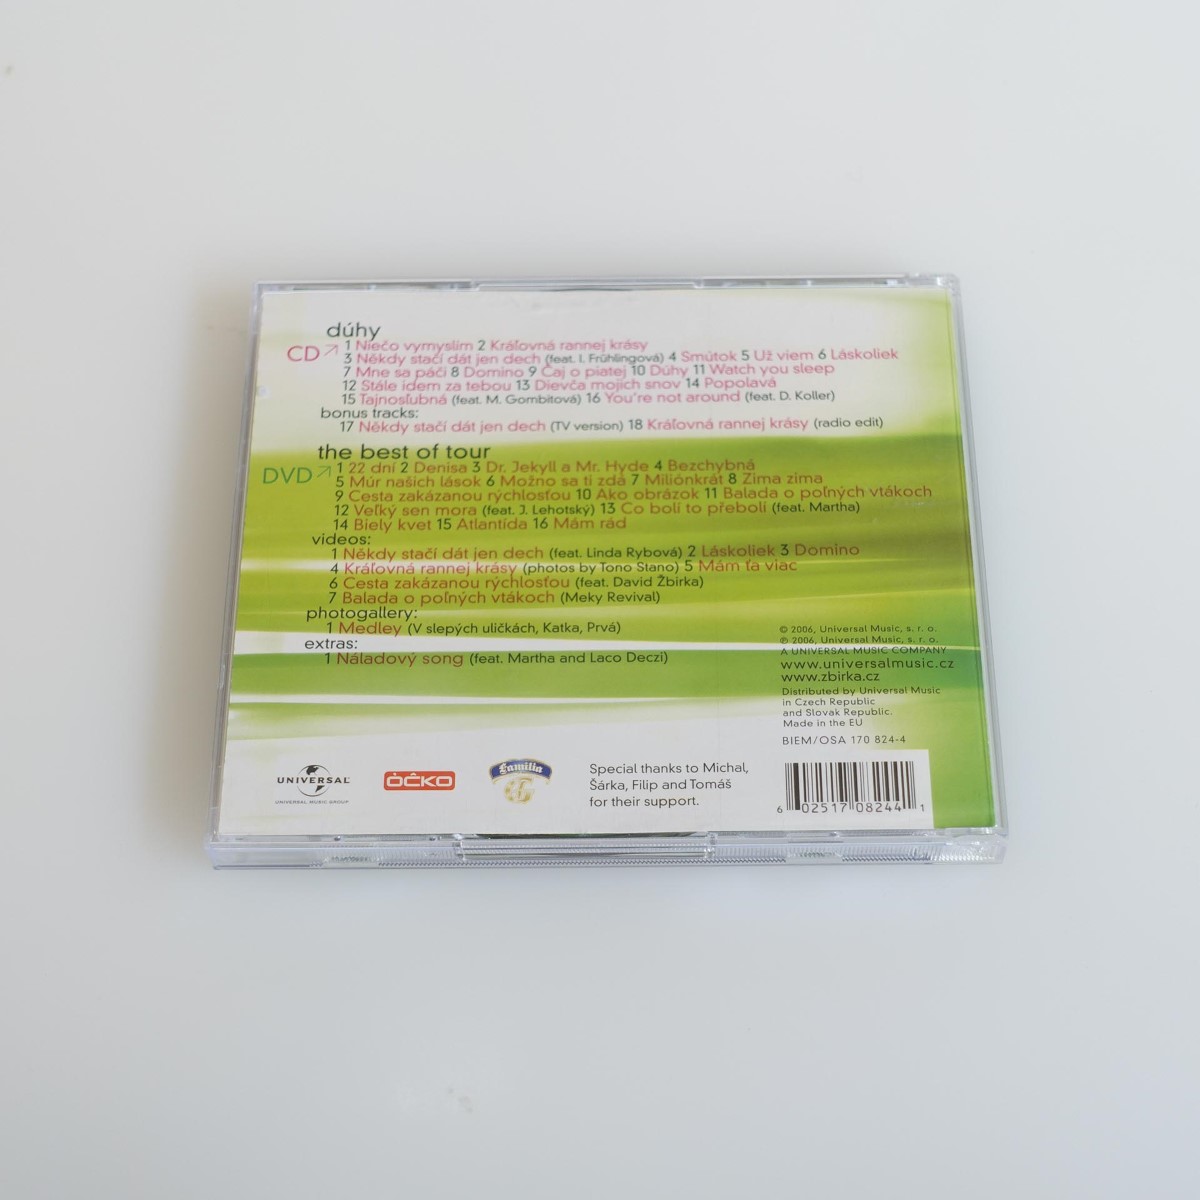 dúhy
CD
1 Niečo vymyslím 2 Kráľovná rannej krásy
3 Někdy stačí dát jen dech (feat. I. Frühlingová) 4 Smútok 5 Už viem 6 Láskoliek
7 Mne sa páči 8 Domino 9 Čaj o piatej 10 Dúhy 11 Watch you sleep
12 Stále idem za tebou 13 Dievča mojich snov 14 Popolavá
15 Tajnosľubná (feat. M. Gombitová) 16 You're not around (feat. D. Koller)
bonus tracks:
17 Někdy stačí dát jen dech (TV version) 18 Kráľovná rannej krásy (radio edit)
the best of tour
DVD
1 22 dní 2 Denisa 3 Dr. Jekyll a Mr. Hyde 4 Bezchybná
5 Múr našich lások 6 Možno sa ti zdá 7 Miliónkrát 8 Zima zima
9 Cesta zakázanou rýchlosťou 10 Ako obrázok 11 Balada o poľných vtákoch
12 Veľký sen mora (feat. J. Lehotský) 13 Co bolí to přebolí (feat. Martha)
14 Biely kvet 15 Atlantída 16 Mám rád
videos:
1 Někdy stačí dát jen dech (feat. Linda Rybová) 2 Láskoliek 3 Domino
4 Kráľovná rannej krásy (photos by Tono Stano) 5 Mám ťa viac
6 Cesta zakázanou rýchlosťou (feat. David Žbirka)
7 Balada o poľných vtákoch (Meky Revival)
photogallery:
1 Medley (V slepých uličkách, Katka, Prvá)
extras:
1 Náladový song (feat. Martha and Laco Deczi)
© 2006, Universal Music, s. r. o.
℗ 2006, Universal Music, s. r. o.
A UNIVERSAL MUSIC COMPANY
www.universalmusic.cz
www.zbirka.cz
Distributed by Universal Music
in Czech Republic
and Slovak Republic.
Made in the EU
BIEM/OSA 170 824-4
UNIVERSAL
UNIVERSAL MUSIC GROUP
ÓČKO
Familia
Special thanks to Michal,
Šárka, Filip and Tomáš
for their support.
6 02517 08244 1